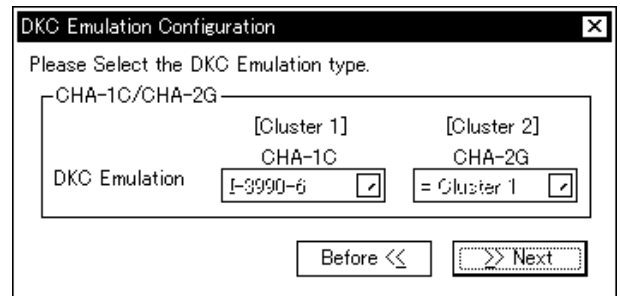 DKC Emulation Configuration
Please Select the DKC Emulation type.
CHA-1C/CHA-2G
[Cluster 1] [Cluster 2]
CHA-1C CHA-2G
DKC Emulation I-3990-6 = Cluster 1
Before << >> Next